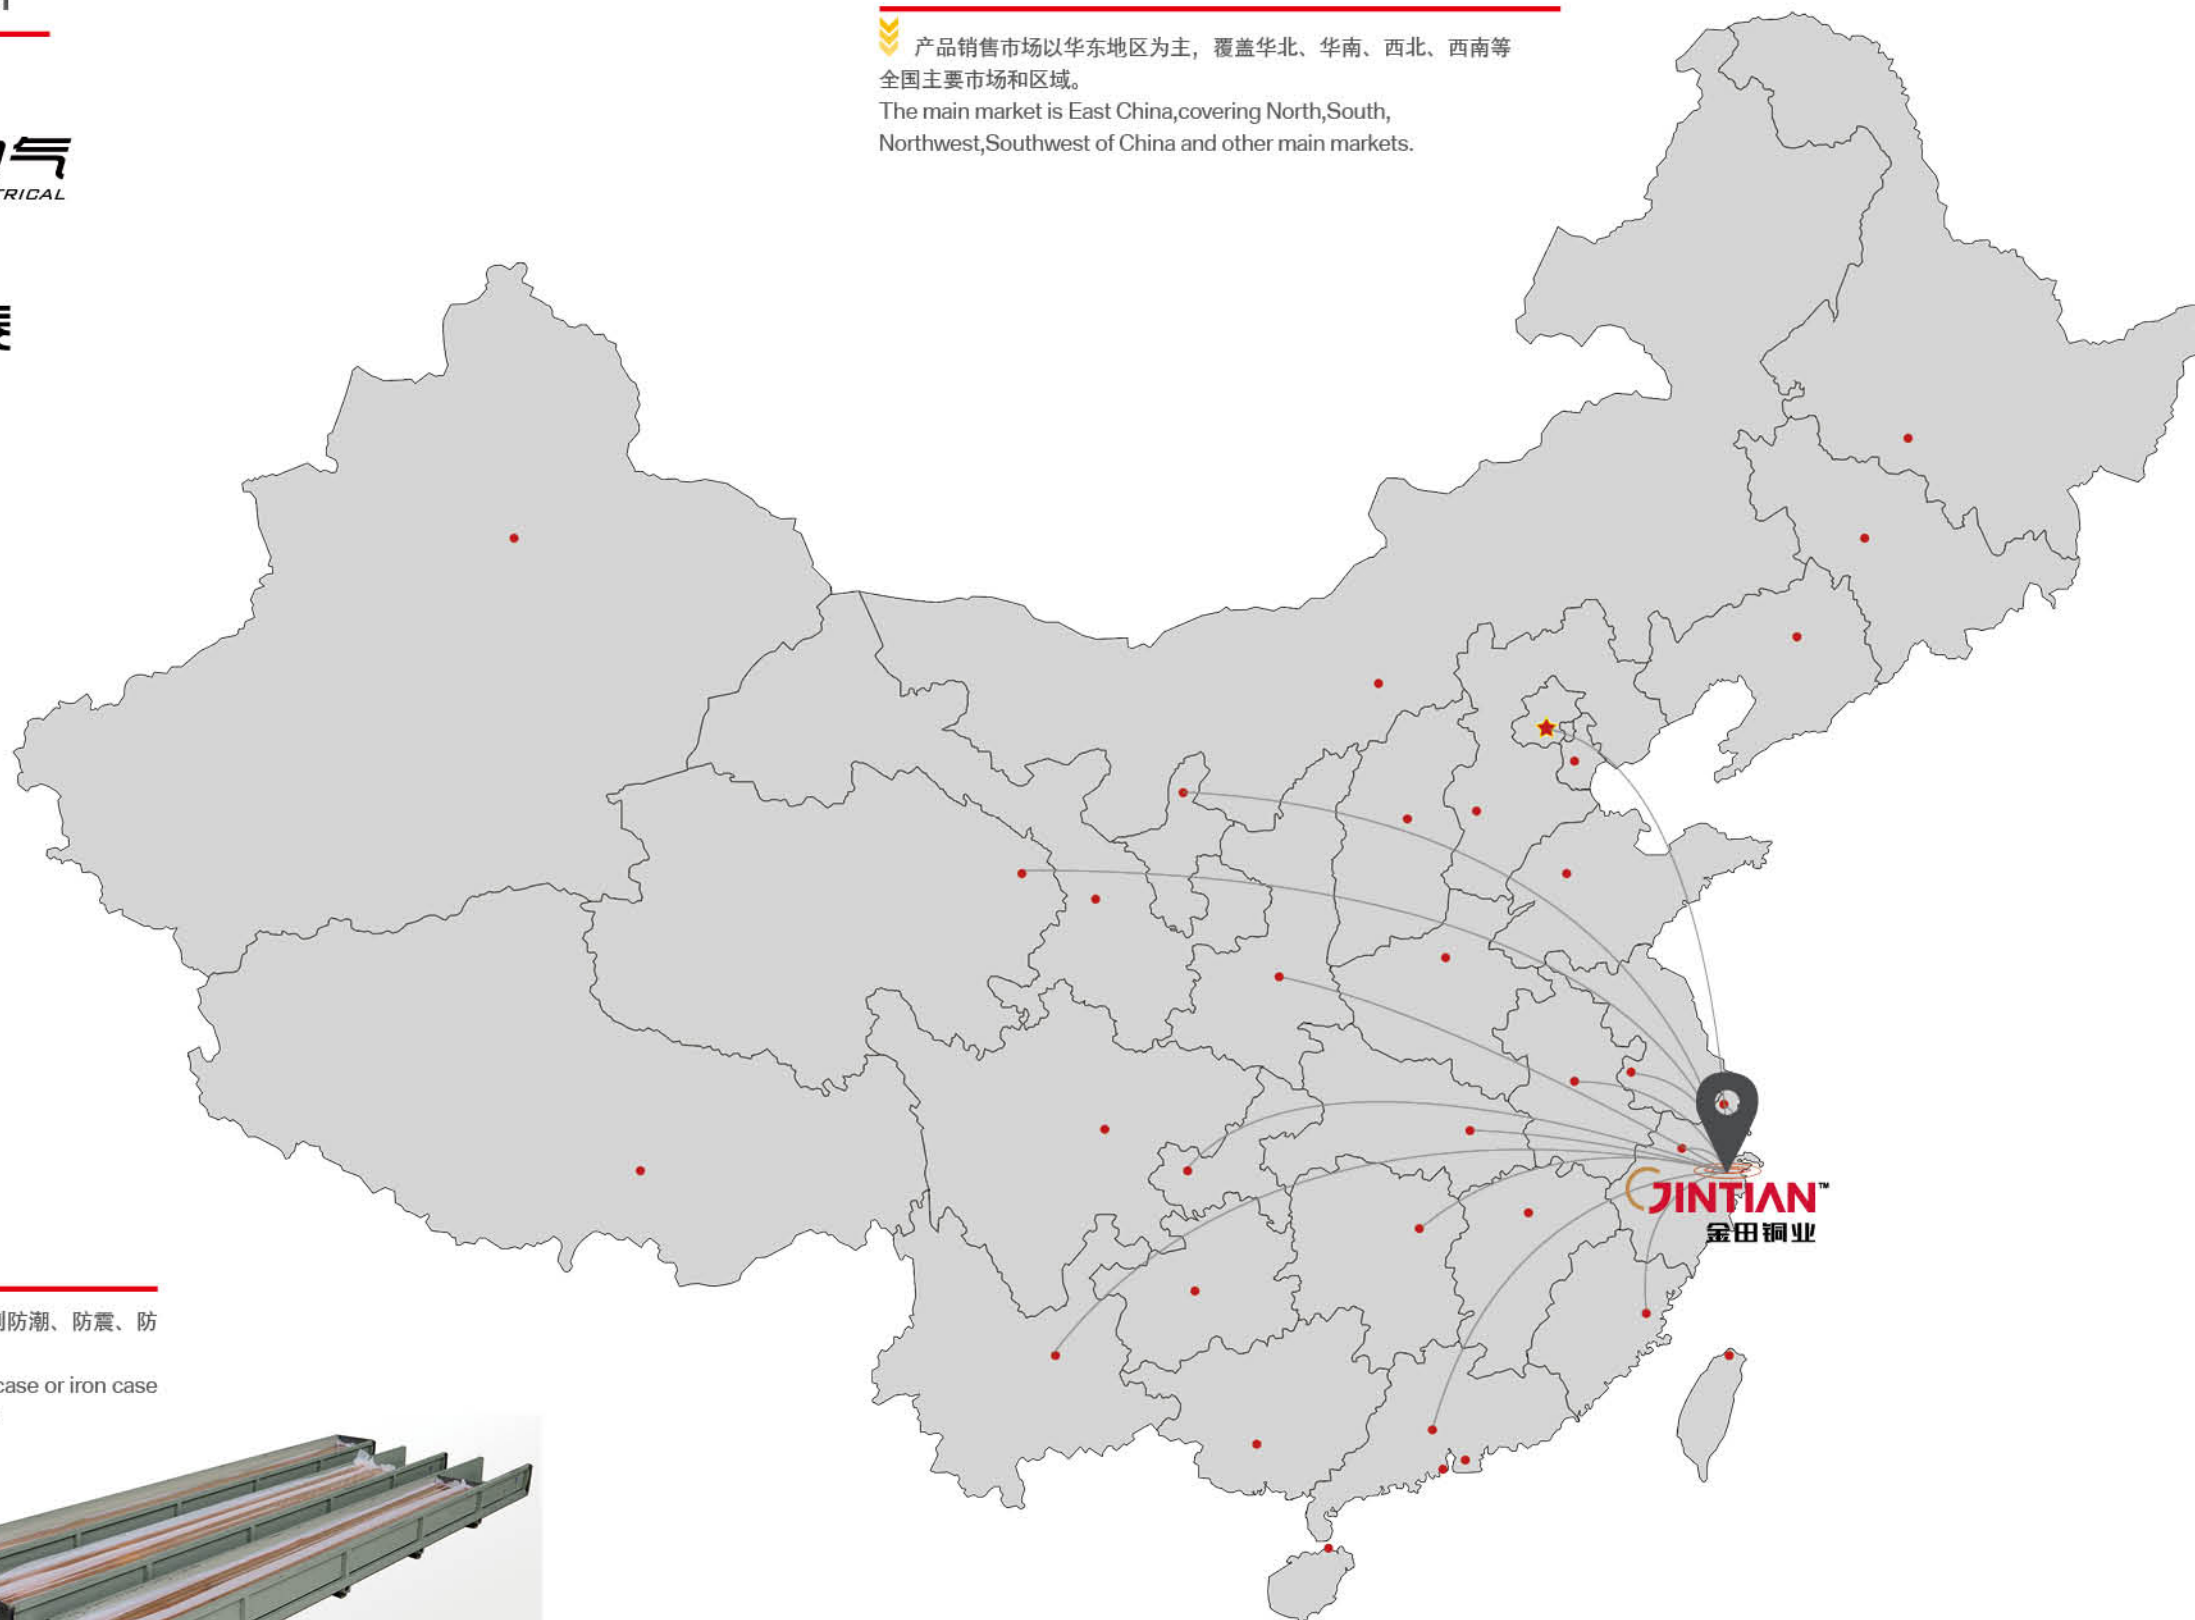 产品销售市场以华东地区为主，覆盖华北、华南、西北、西南等
全国主要市场和区域。
The main market is East China,covering North,South,
Northwest,Southwest of China and other main markets.
气
TRICAL
JINTIAN™
金田铜业
防潮、防震、防
case or iron case